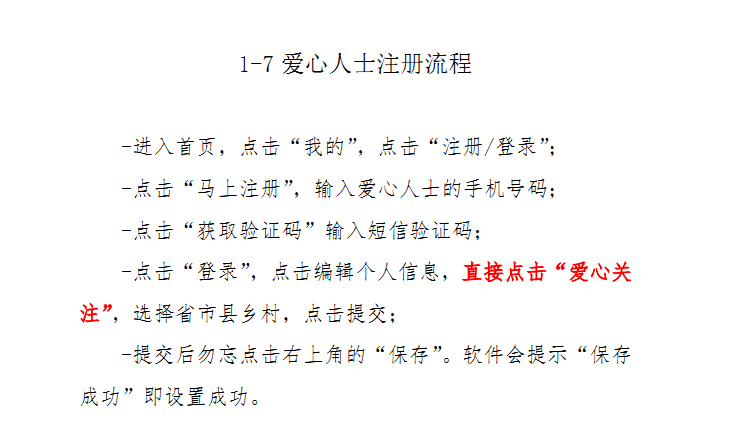 1-7 爱心人士注册流程
-进入首页，点击“我的”，点击“注册/登录”；
-点击“马上注册”，输入爱心人士的手机号码；
-点击“获取验证码”输入短信验证码；
-点击“登录”，点击编辑个人信息，直接点击“爱心关
注”，选择省市县乡村，点击提交；
-提交后勿忘点击右上角的“保存”。软件会提示“保存
成功”即设置成功。